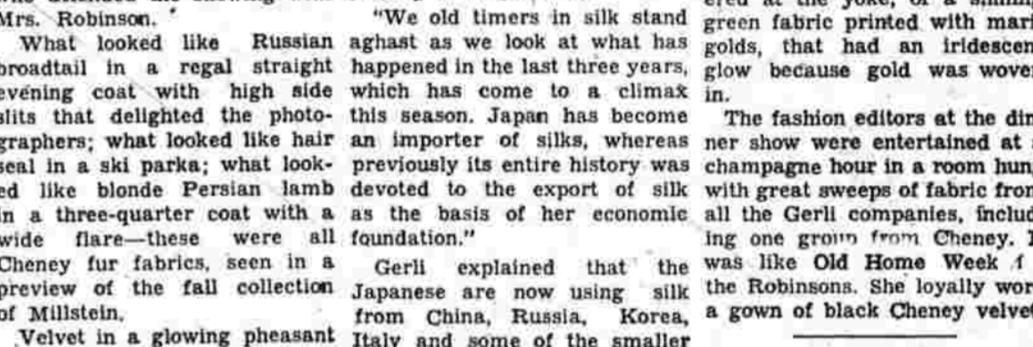 Mrs. Robinson.
What looked like Russian
broadtail in a regal straight
evening coat with high side
slits that delighted the photo-
graphers; what looked like hair
seal in a ski parka; what look-
ed like blonde Persian lamb
in a three-quarter coat with a
wide flare—these were all
Cheney fur fabrics, seen in a
preview of the fall collection
of Millstein.
Velvet in a glowing pheasant
"We old timers in silk stand
aghast as we look at what has
happened in the last three years,
which has come to a climax
this season. Japan has become
an importer of silks, whereas
previously its entire history was
devoted to the export of silk
as the basis of her economic
foundation."
Gerli explained that the
Japanese are now using silk
from China, Russia, Korea,
Italy and some of the smaller
green fabric printed with mari
golds, that had an iridescen
glow because gold was wove
in.
The fashion editors at the din
ner show were entertained at
champagne hour in a room hun
with great sweeps of fabric from
all the Gerli companies, includ
ing one group from Cheney. I
was like Old Home Week f
the Robinsons. She loyally wor
a gown of black Cheney velve